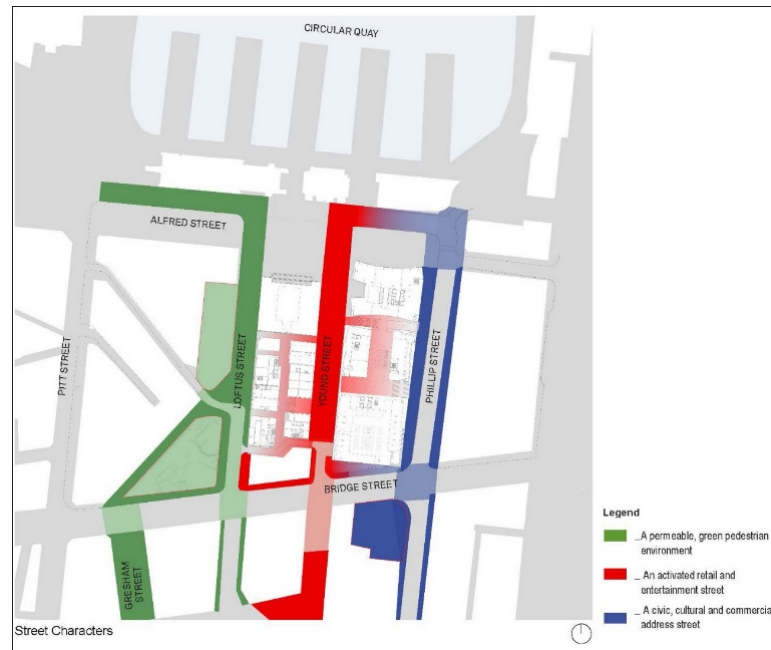 CIRCULAR QUAY
ALFRED STREET
PITT STREET
LOFTUS STREET
YOUNG STREET
PHILLIP STREET
BRIDGE STREET
GRESHAM
STREET
Legend
_ A permeable, green pedestrian
environment
_ An activated retail and
entertainment street
_ A civic, cultural and commercia
address street
Street Characters